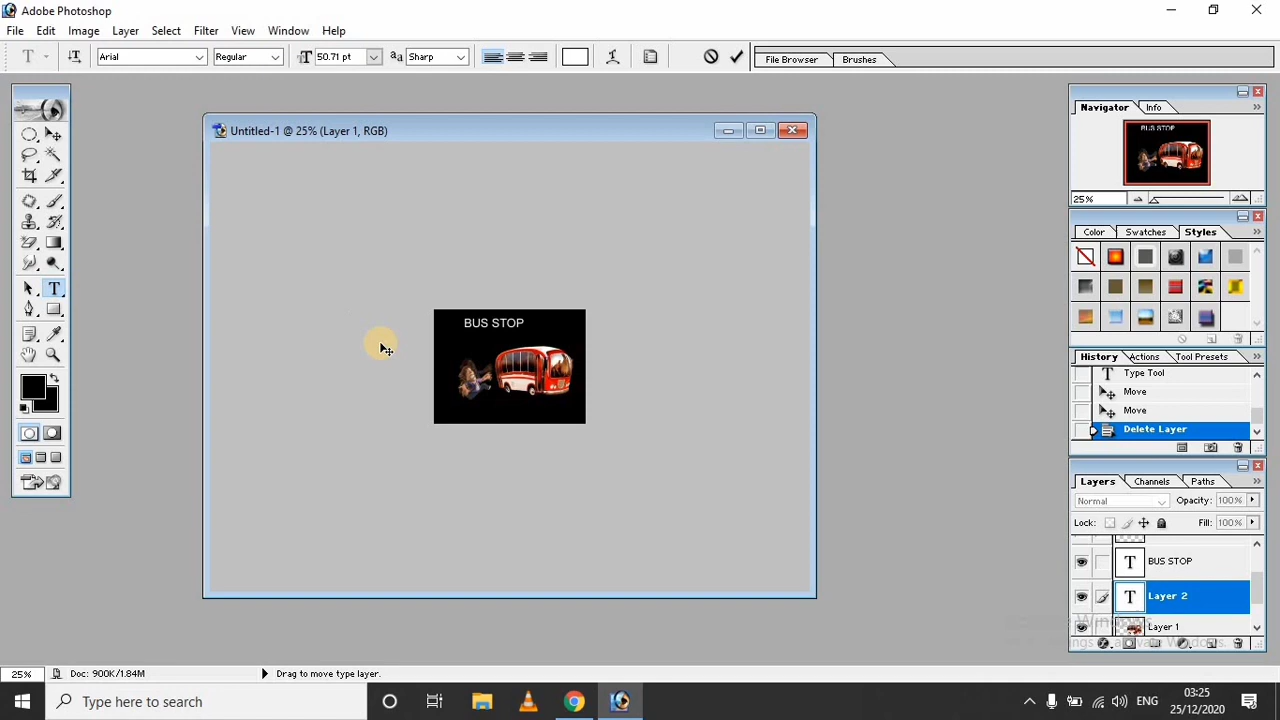 Adobe Photoshop
File Edit Image Layer Select Filter View Window Help
T Arial Regular T 50.71 pt aa Sharp File Browser Brushes
Untitled-1 @ 25% (Layer 1, RGB)
Navigator Info
BUS STOP
25%
Color Swatches Styles
BUS STOP
History Actions Tool Presets
Type Tool
Move
Move
Delete Layer
Layers Channels Paths
Normal Opacity: 100%
Lock: Fill: 100%
T BUS STOP
T Layer 2
Layer 1
25% Doc: 900K/1.84M Drag to move type layer.
Type here to search
ENG
03:25
25/12/2020